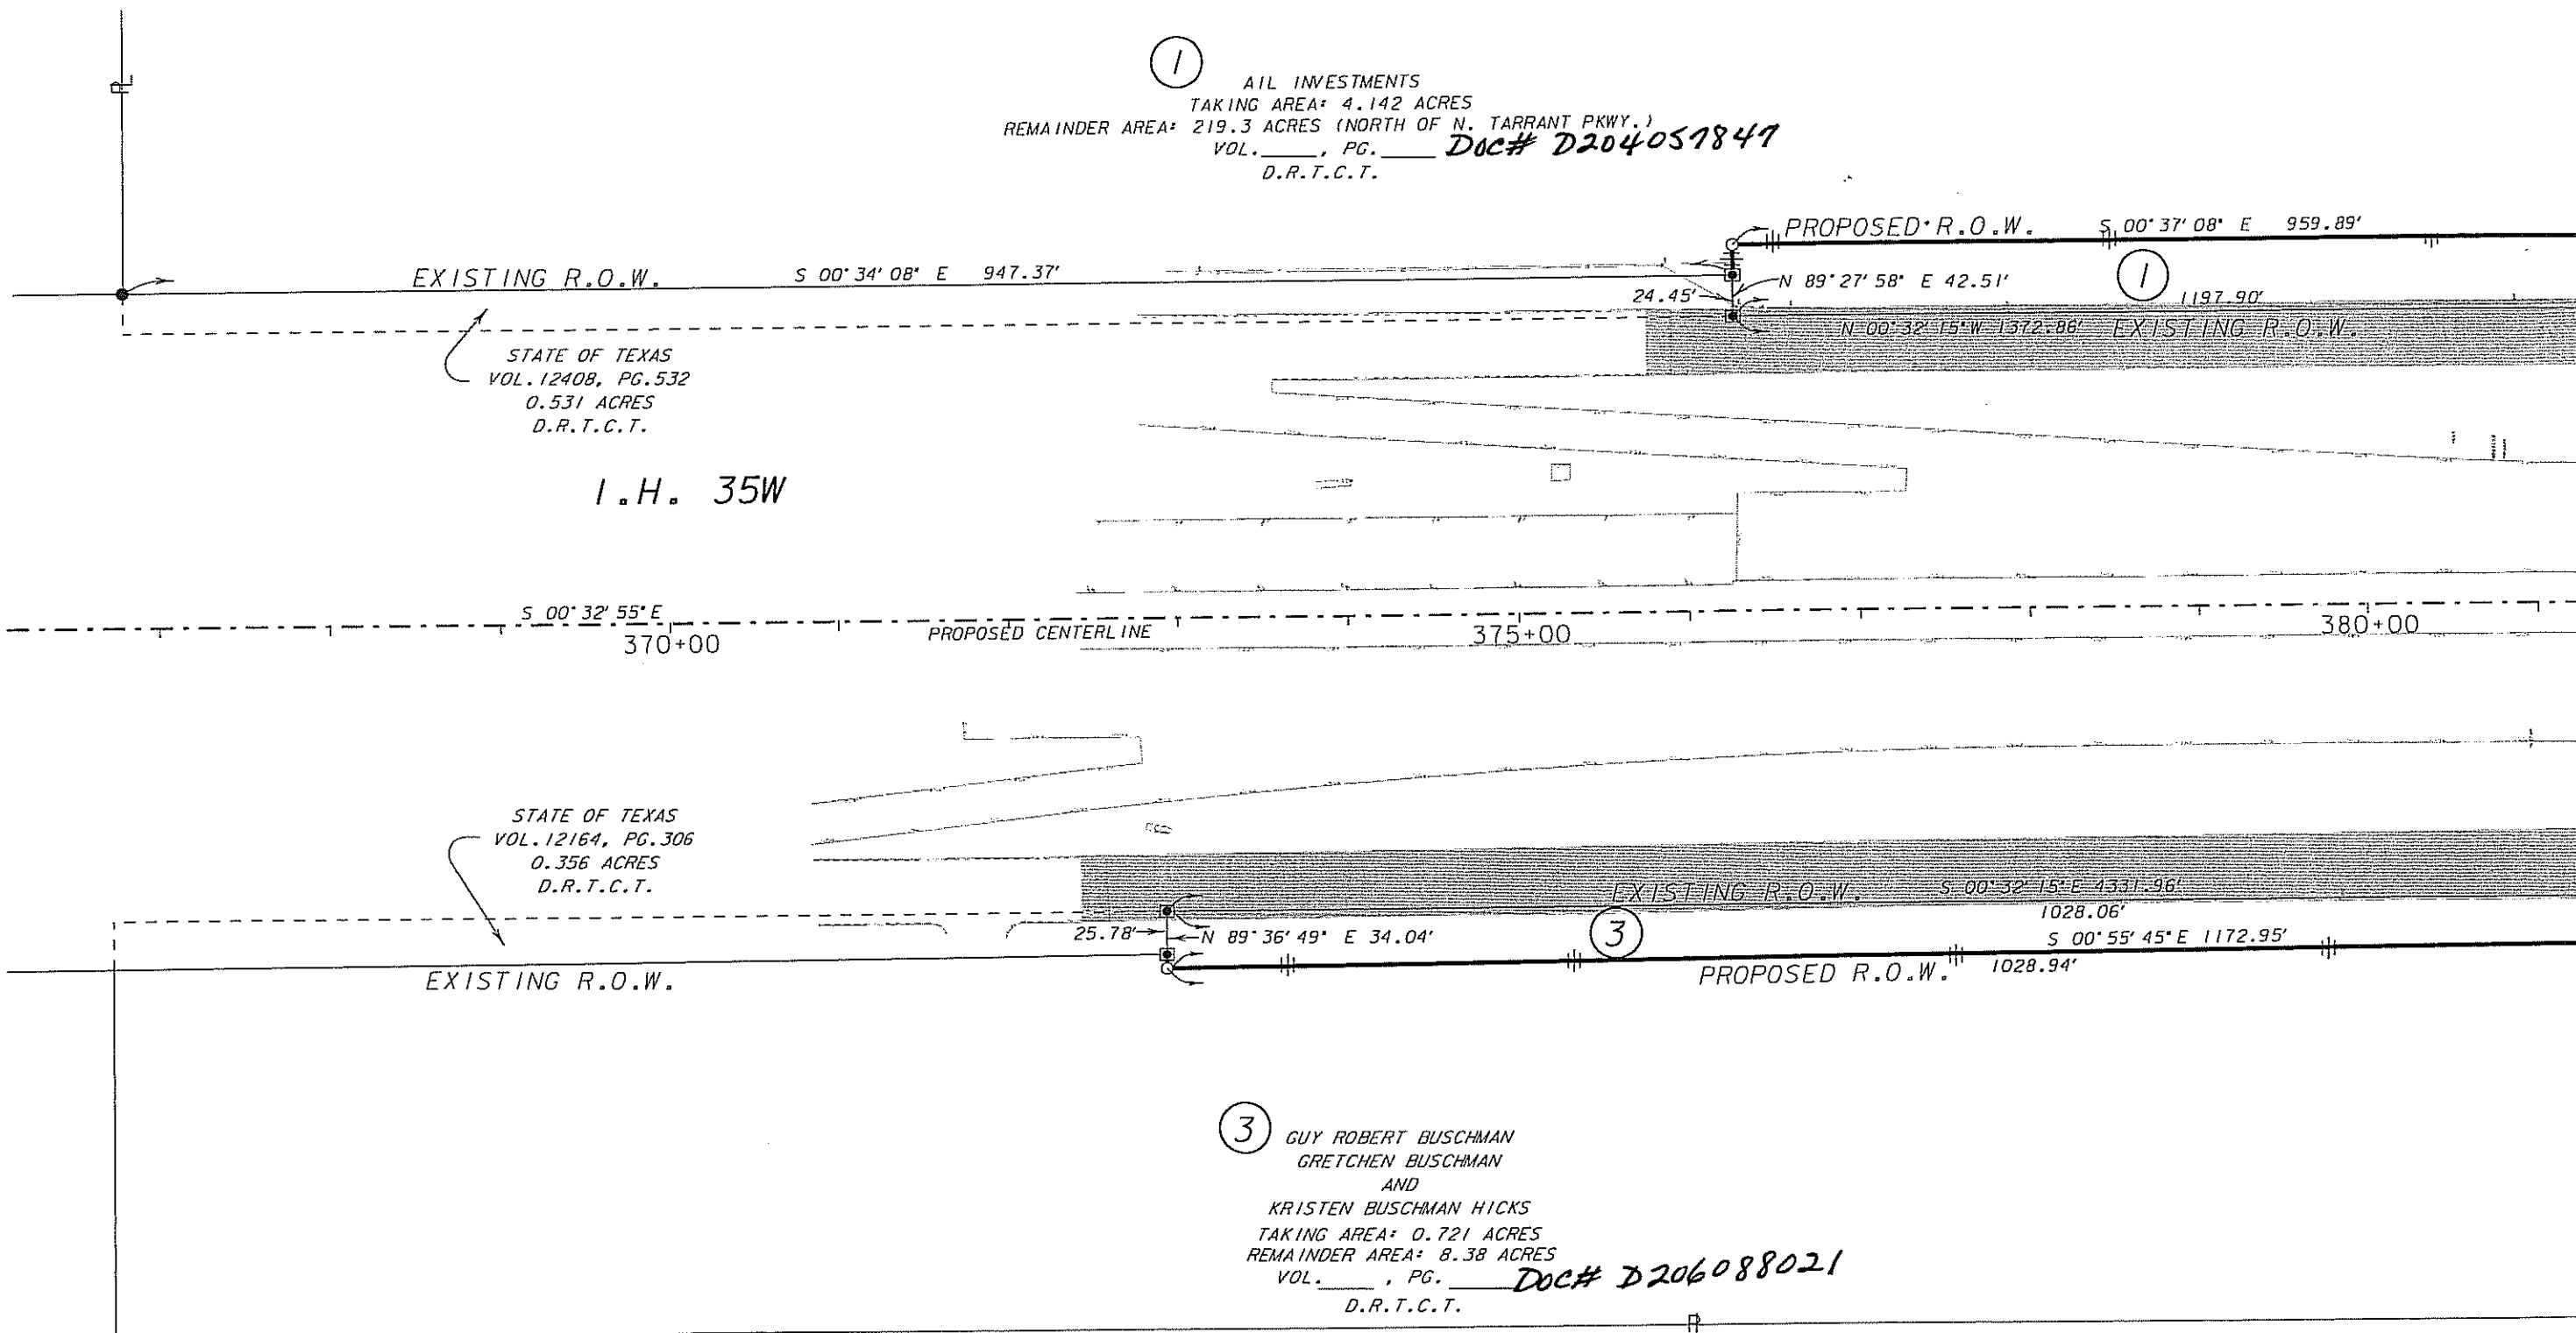 1
AIL INVESTMENTS
TAKING AREA: 4.142 ACRES
REMAINDER AREA: 219.3 ACRES (NORTH OF N. TARRANT PKWY.)
VOL._____, PG.____ DOC# D204057847
D.R.T.C.T.
PROPOSED R.O.W. S 00°37'08" E 959.89'
EXISTING R.O.W. S 00°34'08" E 947.37'
N 89°27'58" E 42.51'
1
24.45'
1197.90'
N 00°32'15"W 1372.86' EXISTING R.O.W.
STATE OF TEXAS
VOL.12408, PG.532
0.531 ACRES
D.R.T.C.T.
I.H. 35W
S 00°32'55"E
PROPOSED CENTERLINE
370+00
375+00
380+00
STATE OF TEXAS
VOL.12164, PG.306
0.356 ACRES
D.R.T.C.T.
EXISTING R.O.W. S 00°32'15"E 4331.96'
1028.06'
25.78'
N 89°36'49" E 34.04'
3
S 00°55'45"E 1172.95'
EXISTING R.O.W.
PROPOSED R.O.W.
1028.94'
3
GUY ROBERT BUSCHMAN
GRETCHEN BUSCHMAN
AND
KRISTEN BUSCHMAN HICKS
TAKING AREA: 0.721 ACRES
REMAINDER AREA: 8.38 ACRES
VOL._____, PG._____ DOC# D206088021
D.R.T.C.T.